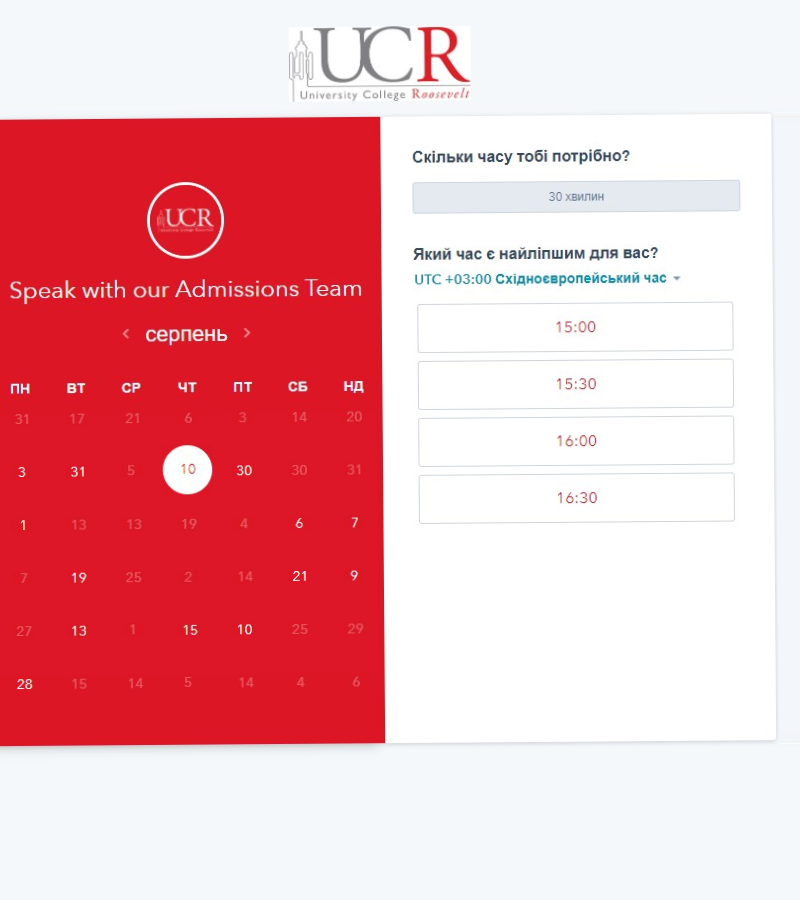 UCR
University College Roosevelt
UCR
Speak with our Admissions Team
серпень
ПН ВТ СР ЧТ ПТ СБ НД
31 17 21 6 3 14 20
3 31 5 10 30 30 31
1 13 13 19 4 6 7
7 19 25 2 14 21 9
27 13 1 15 10 25 29
28 15 14 5 14 4 6
Скільки часу тобі потрібно?
30 хвилин
Який час є найліпшим для вас?
UTC +03:00 Східноєвропейський час
15:00
15:30
16:00
16:30